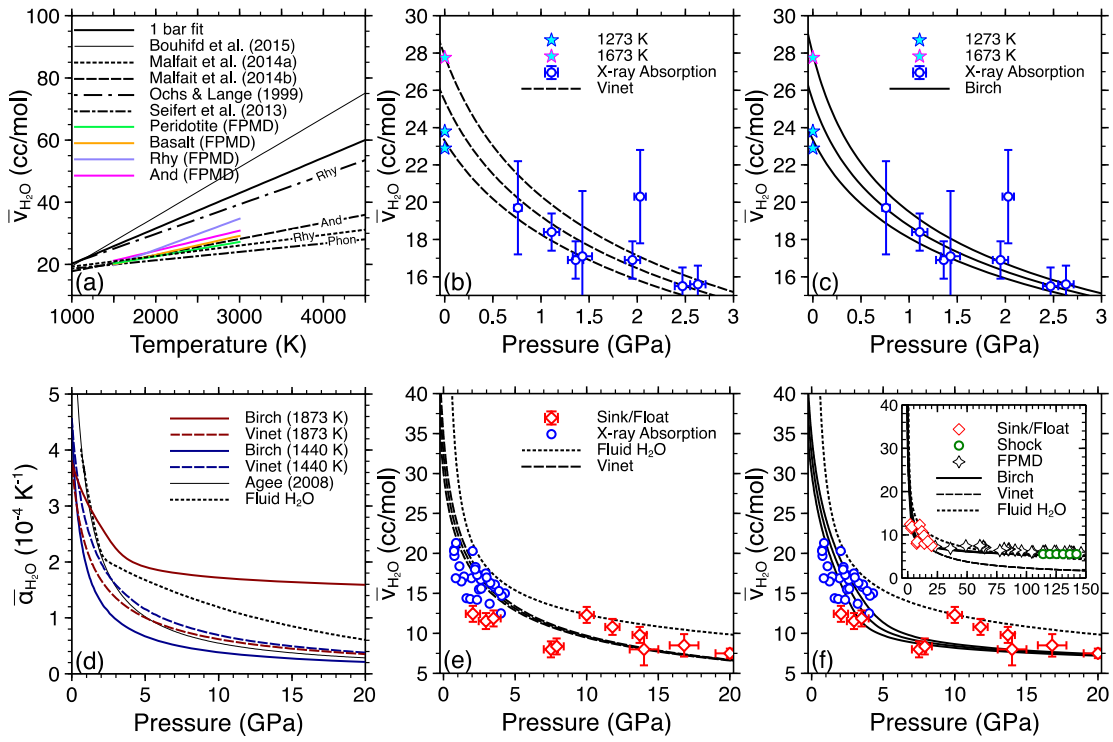 100
80
60
40
20
1000
2000
3000
4000
Temperature (K)
v̄H₂O (cc/mol)
1 bar fit
Bouhifd et al. (2015)
Malfait et al. (2014a)
Malfait et al. (2014b)
Ochs & Lange (1999)
Seifert et al. (2013)
Peridotite (FPMD)
Basalt (FPMD)
Rhy (FPMD)
And (FPMD)
Rhy
And
Rhy
Phon
(a)
30
28
26
24
22
20
18
16
0
0.5
1
1.5
2
2.5
3
Pressure (GPa)
v̄H₂O (cc/mol)
1273 K
1673 K
X-ray Absorption
Vinet
(b)
30
28
26
24
22
20
18
16
0
0.5
1
1.5
2
2.5
3
Pressure (GPa)
v̄H₂O (cc/mol)
1273 K
1673 K
X-ray Absorption
Birch
(c)
5
4
3
2
1
0
0
5
10
15
20
Pressure (GPa)
ᾱH₂O (10⁻⁴ K⁻¹)
Birch (1873 K)
Vinet (1873 K)
Birch (1440 K)
Vinet (1440 K)
Agee (2008)
Fluid H₂O
(d)
40
35
30
25
20
15
10
5
0
5
10
15
20
Pressure (GPa)
v̄H₂O (cc/mol)
Sink/Float
X-ray Absorption
Fluid H₂O
Vinet
(e)
40
35
30
25
20
15
10
5
0
5
10
15
20
Pressure (GPa)
v̄H₂O (cc/mol)
40
30
20
10
0
0
25
50
75
100
125
150
Sink/Float
Shock
FPMD
Birch
Vinet
Fluid H₂O
(f)